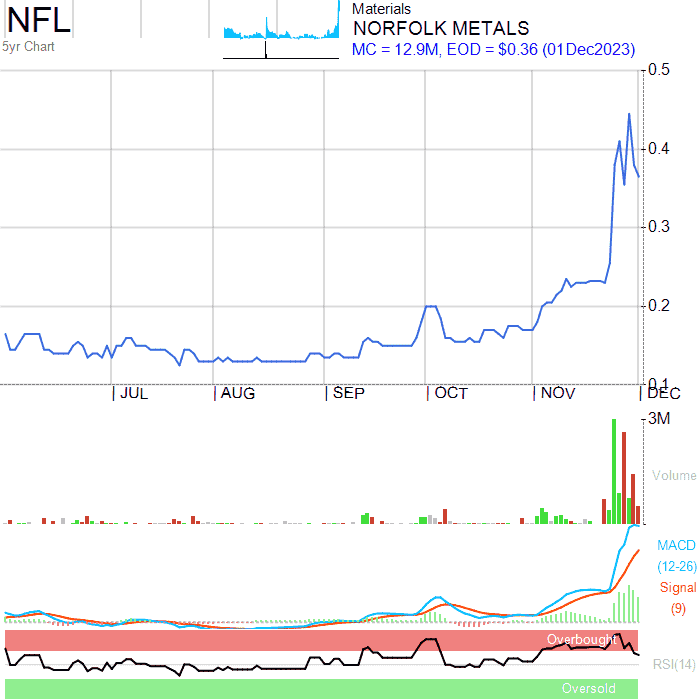 NFL
5yr Chart
Materials
NORFOLK METALS
MC = 12.9M, EOD = $0.36 (01Dec2023)
0.5
0.4
0.3
0.2
0.1
JUL AUG SEP OCT NOV DEC
3M
Volume
MACD
(12-26)
Signal
(9)
Overbought
RSI(14)
Oversold